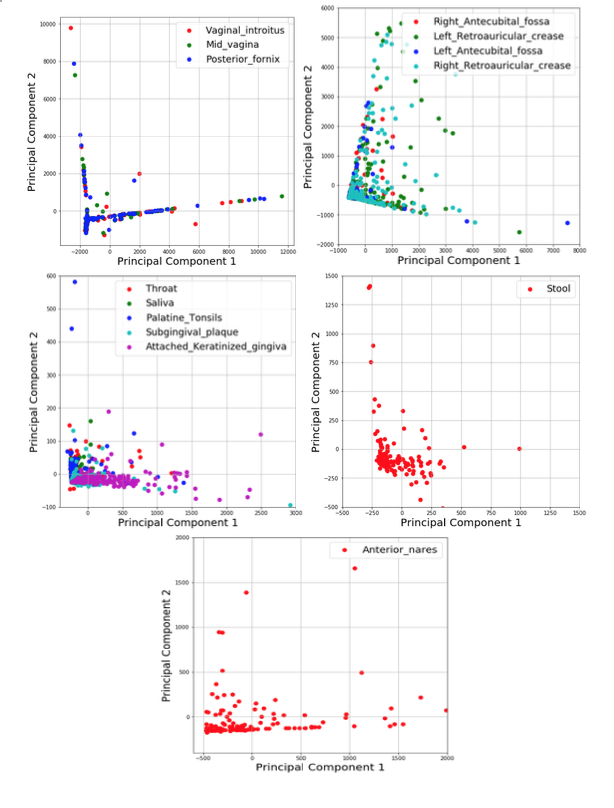 Vaginal_introitus
Mid_vagina
Posterior_fornix
10000
8000
6000
4000
2000
0
Principal Component 2
−2000 0 2000 4000 6000 8000 10000 12000
Principal Component 1
Right_Antecubital_fossa
Left_Retroauricular_crease
Left_Antecubital_fossa
Right_Retroauricular_crease
6000
5000
4000
3000
2000
1000
0
−1000
−2000
Principal Component 2
−1000 0 1000 2000 3000 4000 5000 6000 7000 8000
Principal Component 1
Throat
Saliva
Palatine_Tonsils
Subgingival_plaque
Attached_Keratinized_gingiva
600
500
400
300
200
100
0
−100
Principal Component 2
0 500 1000 1500 2000 2500 3000
Principal Component 1
Stool
1500
1250
1000
750
500
250
0
−250
−500
Principal Component 2
−500 −250 0 250 500 750 1000 1250 1500
Principal Component 1
Anterior_nares
2000
1500
1000
500
0
Principal Component 2
−500 0 500 1000 1500 2000
Principal Component 1